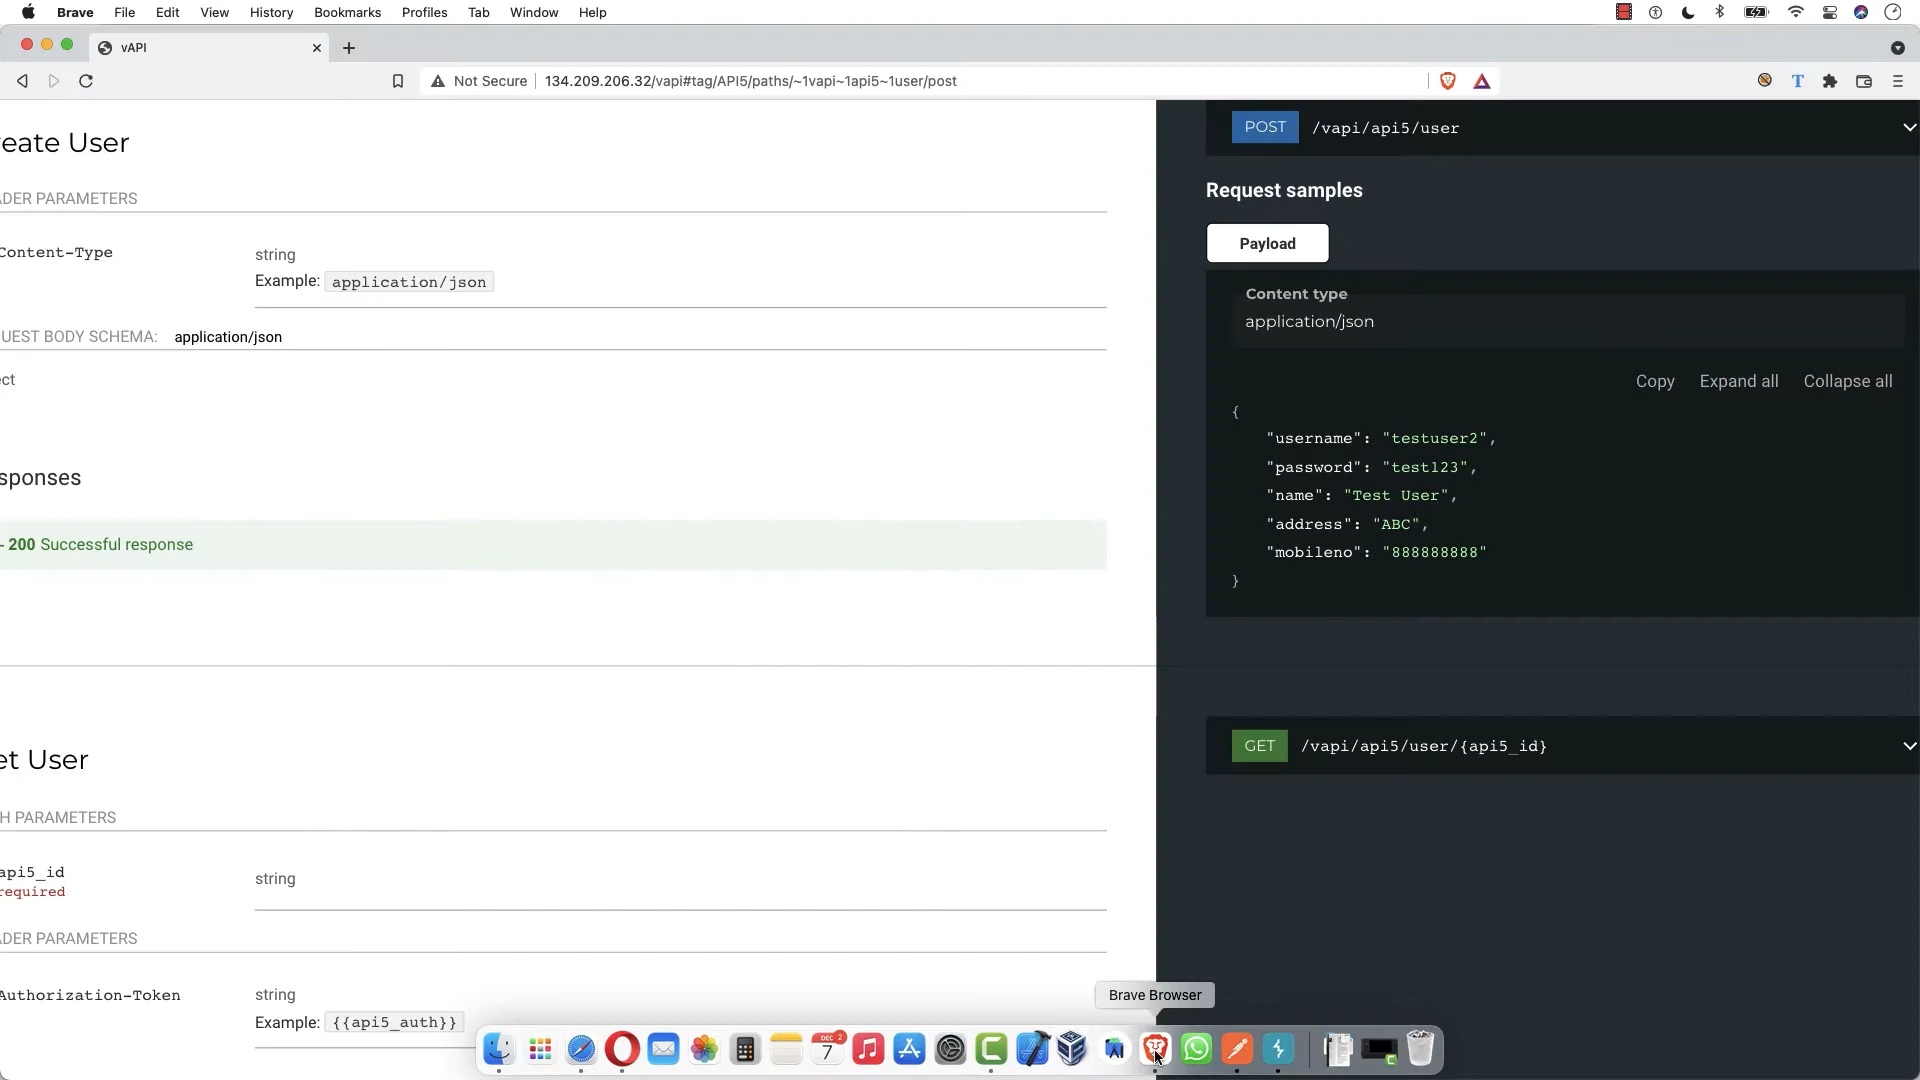 Brave File Edit View History Bookmarks Profiles Tab Window Help
vAPI
Not Secure 134.209.206.32/vapi#tag/API5/paths/~1vapi~1api5~1user/post
eate User
ADER PARAMETERS
Content-Type
string
Example: application/json
UEST BODY SCHEMA: application/json
ect
sponses
- 200 Successful response
et User
H PARAMETERS
api5_id
required
string
ADER PARAMETERS
Authorization-Token
string
Example: {{api5_auth}}
POST /vapi/api5/user
Request samples
Payload
Content type
application/json
Copy Expand all Collapse all
{
"username": "testuser2",
"password": "test123",
"name": "Test User",
"address": "ABC",
"mobileno": "888888888"
}
GET /vapi/api5/user/{api5_id}
Brave Browser
DEC 2
7